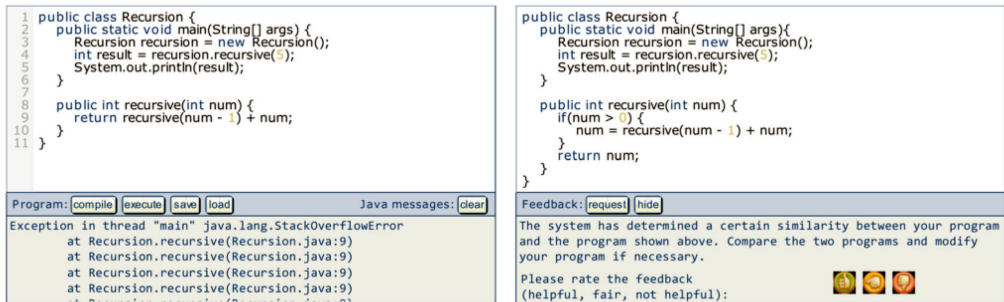 1 public class Recursion {
2 public static void main(String[] args) {
3 Recursion recursion = new Recursion();
4 int result = recursion.recursive(5);
5 System.out.println(result);
6 }
7
8 public int recursive(int num) {
9 return recursive(num - 1) + num;
10 }
11 }
Program: compile execute save load Java messages: clear
Exception in thread "main" java.lang.StackOverflowError
at Recursion.recursive(Recursion.java:9)
at Recursion.recursive(Recursion.java:9)
at Recursion.recursive(Recursion.java:9)
at Recursion.recursive(Recursion.java:9)
at Recursion.recursive(Recursion.java:9)
public class Recursion {
public static void main(String[] args){
Recursion recursion = new Recursion();
int result = recursion.recursive(5);
System.out.println(result);
}
public int recursive(int num) {
if(num > 0) {
num = recursive(num - 1) + num;
}
return num;
}
}
Feedback: request hide
The system has determined a certain similarity between your program
and the program shown above. Compare the two programs and modify
your program if necessary.
Please rate the feedback
(helpful, fair, not helpful):